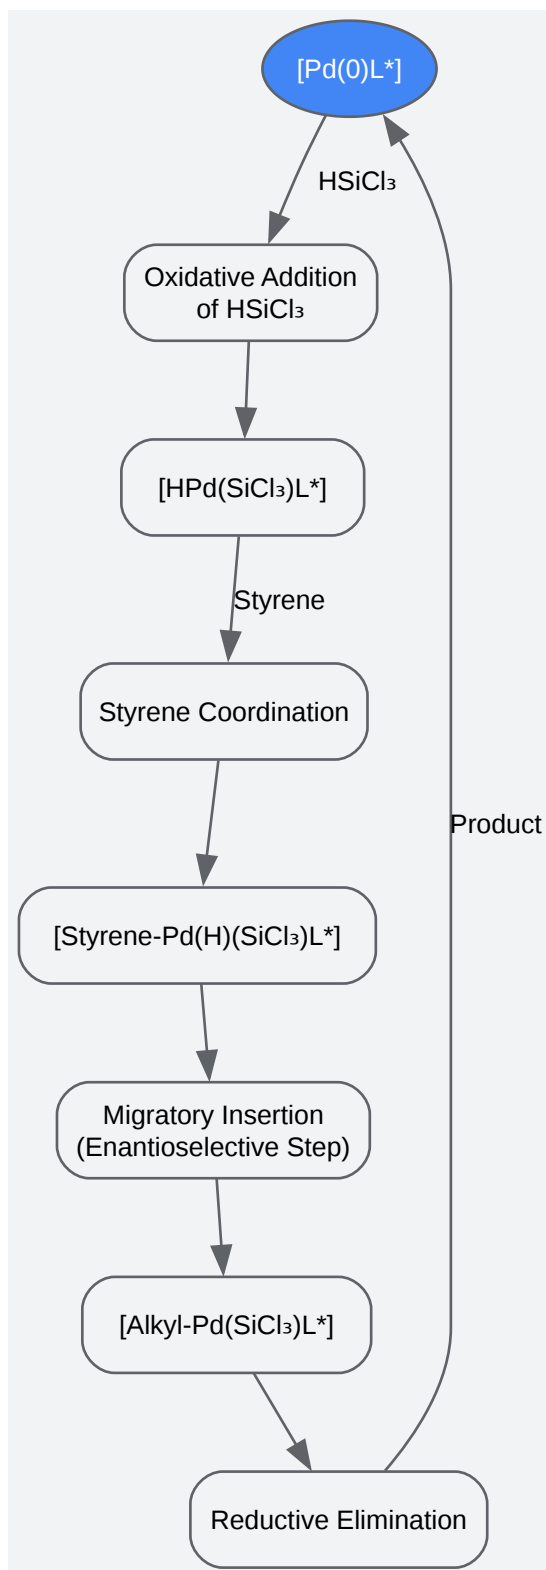 [Pd(0)L*]
HSiCl₃
Oxidative Addition
of HSiCl₃
[HPd(SiCl₃)L*]
Styrene
Styrene Coordination
Product
[Styrene-Pd(H)(SiCl₃)L*]
Migratory Insertion
(Enantioselective Step)
[Alkyl-Pd(SiCl₃)L*]
Reductive Elimination